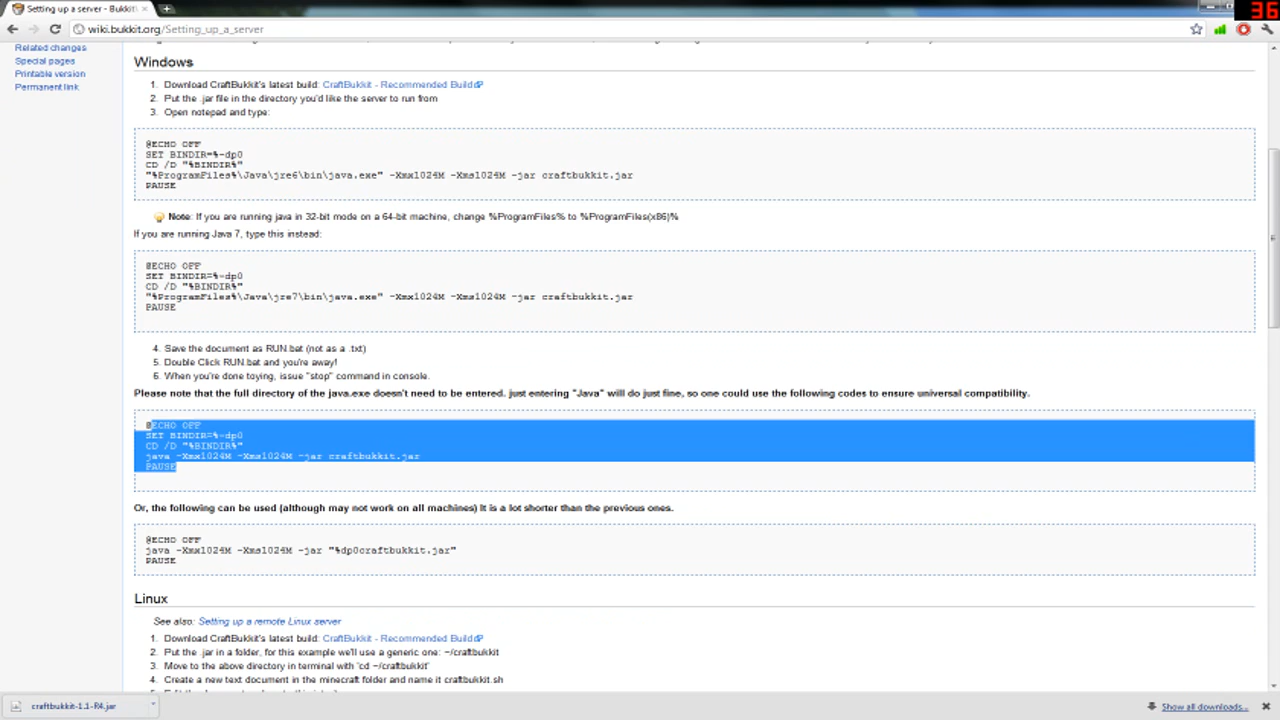 Setting up a server - Bukkit
36
wiki.bukkit.org/Setting_up_a_server
Related changes
Special pages
Printable version
Permanent link
Windows
1. Download CraftBukkit's latest build: CraftBukkit - Recommended Build
2. Put the .jar file in the directory you'd like the server to run from
3. Open notepad and type:
@ECHO OFF
SET BINDIR=%~dp0
CD /D "%BINDIR%"
"%ProgramFiles%\Java\jre6\bin\java.exe" -Xmx1024M -Xms1024M -jar craftbukkit.jar
PAUSE
Note: If you are running java in 32-bit mode on a 64-bit machine, change %ProgramFiles% to %ProgramFiles(x86)%
If you are running Java 7, type this instead:
@ECHO OFF
SET BINDIR=%~dp0
CD /D "%BINDIR%"
"%ProgramFiles%\Java\jre7\bin\java.exe" -Xmx1024M -Xms1024M -jar craftbukkit.jar
PAUSE
4. Save the document as RUN.bat (not as a .txt)
5. Double Click RUN.bat and you're away!
6. When you're done toying, issue "stop" command in console.
Please note that the full directory of the java.exe doesn't need to be entered. just entering "Java" will do just fine, so one could use the following codes to ensure universal compatibility.
@ECHO OFF
SET BINDIR=%~dp0
CD /D "%BINDIR%"
java -Xmx1024M -Xms1024M -jar craftbukkit.jar
PAUSE
Or, the following can be used (although may not work on all machines) It is a lot shorter than the previous ones.
@ECHO OFF
java -Xmx1024M -Xms1024M -jar "%dp0craftbukkit.jar"
PAUSE
Linux
See also: Setting up a remote Linux server
1. Download CraftBukkit's latest build: CraftBukkit - Recommended Build
2. Put the .jar in a folder, for this example we'll use a generic one: ~/craftbukkit
3. Move to the above directory in terminal with 'cd ~/craftbukkit'
4. Create a new text document in the minecraft folder and name it craftbukkit.sh
craftbukkit-1.1-R4.jar
Show all downloads...